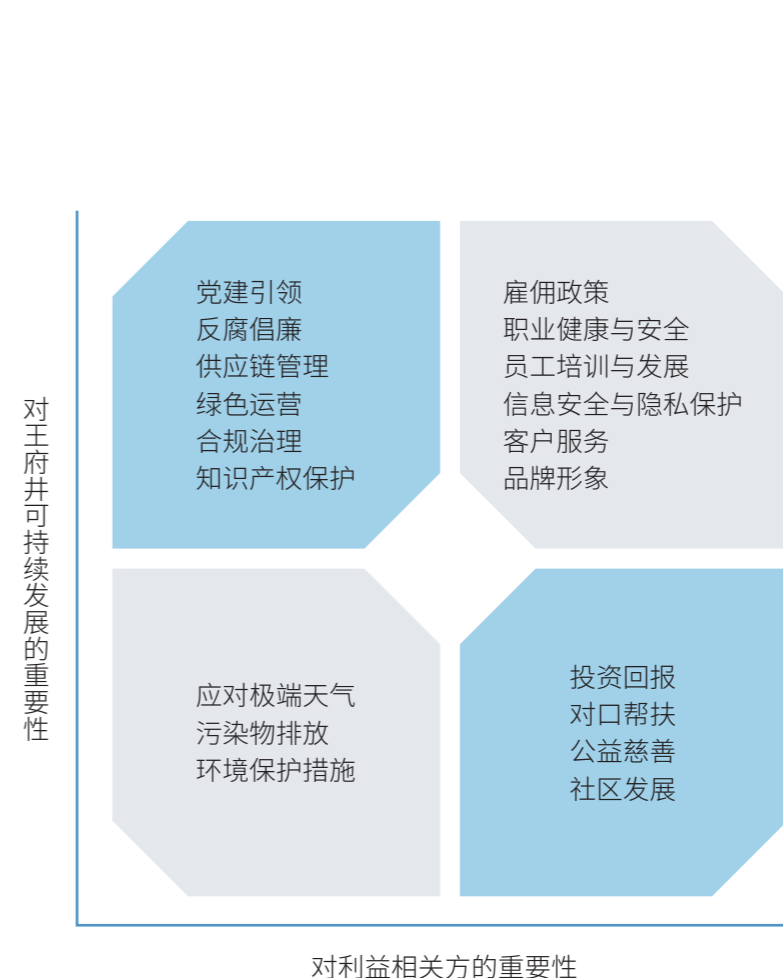 党建引领
反腐倡廉
供应链管理
绿色运营
合规治理
知识产权保护
雇佣政策
职业健康与安全
员工培训与发展
信息安全与隐私保护
客户服务
品牌形象
对王府井可持续发展的重要性
应对极端天气
污染物排放
环境保护措施
投资回报
对口帮扶
公益慈善
社区发展
对利益相关方的重要性